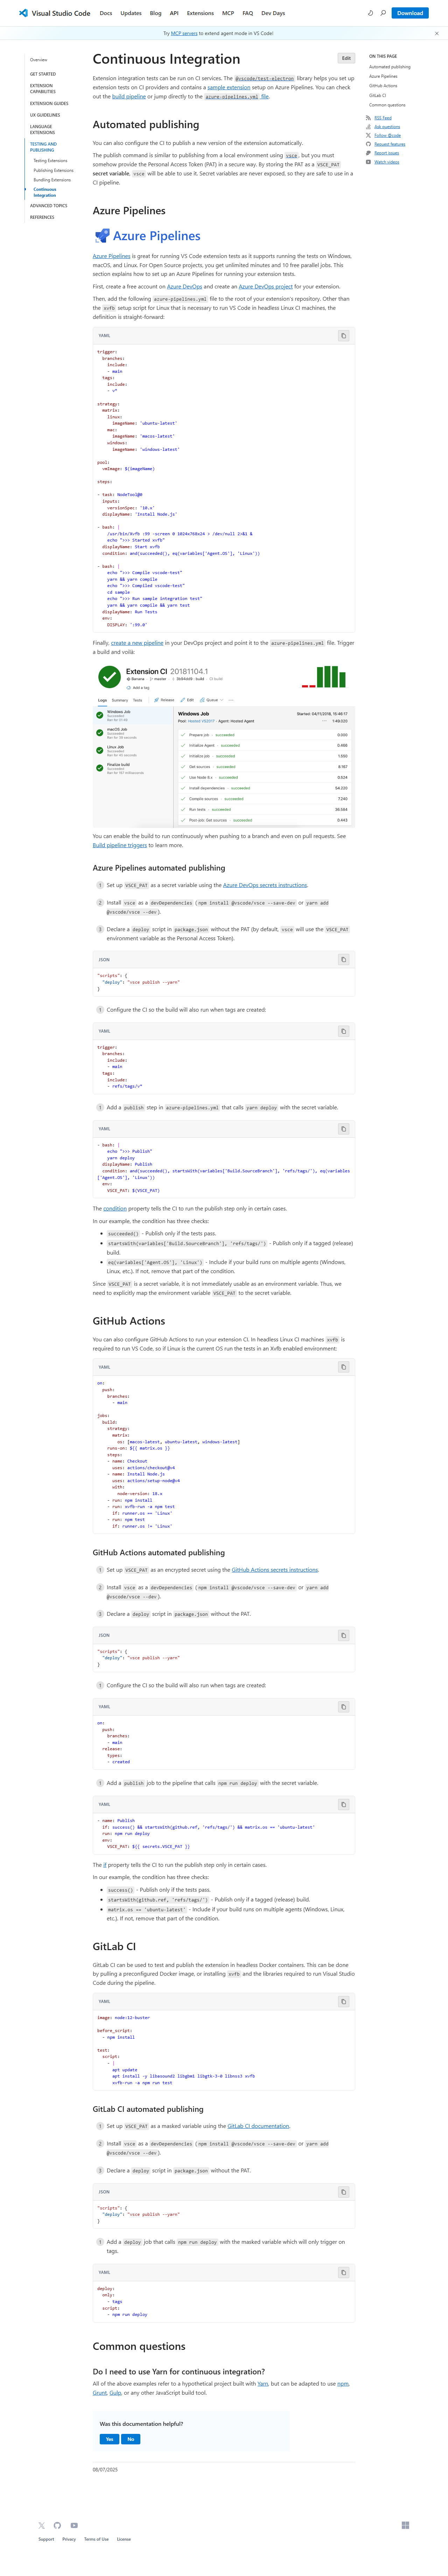 Visual Studio Code Docs Updates Blog API Extensions MCP FAQ Dev Days Download
Try MCP servers to extend agent mode in VS Code!
Overview
GET STARTED
EXTENSION
CAPABILITIES
EXTENSION GUIDES
UX GUIDELINES
LANGUAGE
EXTENSIONS
TESTING AND
PUBLISHING
Testing Extensions
Publishing Extensions
Bundling Extensions
Continuous
Integration
ADVANCED TOPICS
REFERENCES
Continuous Integration
Edit
Extension integration tests can be run on CI services. The @vscode/test-electron library helps you set up
extension tests on CI providers and contains a sample extension setup on Azure Pipelines. You can check
out the build pipeline or jump directly to the azure-pipelines.yml file.
Automated publishing
You can also configure the CI to publish a new version of the extension automatically.
The publish command is similar to publishing from a local environment using vsce, but you must
somehow provide the Personal Access Token (PAT) in a secure way. By storing the PAT as a VSCE_PAT
secret variable, vsce will be able to use it. Secret variables are never exposed, so they are safe to use in a
CI pipeline.
Azure Pipelines
Azure Pipelines
Azure Pipelines is great for running VS Code extension tests as it supports running the tests on Windows,
macOS, and Linux. For Open Source projects, you get unlimited minutes and 10 free parallel jobs. This
section explains how to set up an Azure Pipelines for running your extension tests.
First, create a free account on Azure DevOps and create an Azure DevOps project for your extension.
Then, add the following azure-pipelines.yml file to the root of your extension's repository. Other than
the xvfb setup script for Linux that is necessary to run VS Code in headless Linux CI machines, the
definition is straight-forward:
YAML
trigger:
branches:
include:
- main
tags:
include:
- v*
strategy:
matrix:
linux:
imageName: 'ubuntu-latest'
mac:
imageName: 'macos-latest'
windows:
imageName: 'windows-latest'
pool:
vmImage: $(imageName)
steps:
- task: NodeTool@0
inputs:
versionSpec: '10.x'
displayName: 'Install Node.js'
- bash: |
/usr/bin/Xvfb :99 -screen 0 1024x768x24 > /dev/null 2>&1 &
echo ">>> Started xvfb"
displayName: Start xvfb
condition: and(succeeded(), eq(variables['Agent.OS'], 'Linux'))
- bash: |
echo ">>> Compile vscode-test"
yarn && yarn compile
echo ">>> Compiled vscode-test"
cd sample
echo ">>> Run sample integration test"
yarn && yarn compile && yarn test
displayName: Run Tests
env:
DISPLAY: ':99.0'
Finally, create a new pipeline in your DevOps project and point it to the azure-pipelines.yml file. Trigger
a build and voilà:
Extension CI 20181104.1
Logs Summary Tests Release Edit Queue
Windows Job
Windows Job
macOS Job
Linux Job
Finalize build
Prepare job · succeeded
Initialize Agent · succeeded
Initialize job · succeeded
Get sources · succeeded
Use Node 8.x · succeeded
Install dependencies · succeeded
Compile sources · succeeded
Run tests · succeeded
Post-job: Get sources · succeeded
You can enable the build to run continuously when pushing to a branch and even on pull requests. See
Build pipeline triggers to learn more.
Azure Pipelines automated publishing
1 Set up VSCE_PAT as a secret variable using the Azure DevOps secrets instructions.
2 Install vsce as a devDependencies (npm install @vscode/vsce --save-dev or yarn add
@vscode/vsce --dev).
3 Declare a deploy script in package.json without the PAT (by default, vsce will use the VSCE_PAT
environment variable as the Personal Access Token).
JSON
"scripts": {
"deploy": "vsce publish --yarn"
}
1 Configure the CI so the build will also run when tags are created:
YAML
trigger:
branches:
include:
- main
tags:
include:
- refs/tags/v*
1 Add a publish step in azure-pipelines.yml that calls yarn deploy with the secret variable.
YAML
- bash: |
echo ">>> Publish"
yarn deploy
displayName: Publish
condition: and(succeeded(), startsWith(variables['Build.SourceBranch'], 'refs/tags/'), eq(variables
['Agent.OS'], 'Linux'))
env:
VSCE_PAT: $(VSCE_PAT)
The condition property tells the CI to run the publish step only in certain cases.
In our example, the condition has three checks:
• succeeded() - Publish only if the tests pass.
• startsWith(variables['Build.SourceBranch'], 'refs/tags/') - Publish only if a tagged (release)
build.
• eq(variables['Agent.OS'], 'Linux') - Include if your build runs on multiple agents (Windows,
Linux, etc.). If not, remove that part of the condition.
Since VSCE_PAT is a secret variable, it is not immediately usable as an environment variable. Thus, we
need to explicitly map the environment variable VSCE_PAT to the secret variable.
GitHub Actions
You can also configure GitHub Actions to run your extension CI. In headless Linux CI machines xvfb is
required to run VS Code, so if Linux is the current OS run the tests in an Xvfb enabled environment:
YAML
on:
push:
branches:
- main
jobs:
build:
strategy:
matrix:
os: [macos-latest, ubuntu-latest, windows-latest]
runs-on: ${{ matrix.os }}
steps:
- name: Checkout
uses: actions/checkout@v4
- name: Install Node.js
uses: actions/setup-node@v4
with:
node-version: 18.x
- run: npm install
- run: xvfb-run -a npm test
if: runner.os == 'Linux'
- run: npm test
if: runner.os != 'Linux'
GitHub Actions automated publishing
1 Set up VSCE_PAT as an encrypted secret using the GitHub Actions secrets instructions.
2 Install vsce as a devDependencies (npm install @vscode/vsce --save-dev or yarn add
@vscode/vsce --dev).
3 Declare a deploy script in package.json without the PAT.
JSON
"scripts": {
"deploy": "vsce publish --yarn"
}
1 Configure the CI so the build will also run when tags are created:
YAML
on:
push:
branches:
- main
release:
types:
- created
1 Add a publish job to the pipeline that calls npm run deploy with the secret variable.
YAML
- name: Publish
if: success() && startsWith(github.ref, 'refs/tags/') && matrix.os == 'ubuntu-latest'
run: npm run deploy
env:
VSCE_PAT: ${{ secrets.VSCE_PAT }}
The if property tells the CI to run the publish step only in certain cases.
In our example, the condition has three checks:
• success() - Publish only if the tests pass.
• startsWith(github.ref, 'refs/tags/') - Publish only if a tagged (release) build.
• matrix.os == 'ubuntu-latest' - Include if your build runs on multiple agents (Windows, Linux,
etc.). If not, remove that part of the condition.
GitLab CI
GitLab CI can be used to test and publish the extension in headless Docker containers. This can be done
by pulling a preconfigured Docker image, or installing xvfb and the libraries required to run Visual Studio
Code during the pipeline.
YAML
image: node:12-buster
before_script:
- npm install
test:
script:
- |
apt update
apt install -y libasound2 libgbm1 libgtk-3-0 libnss3 xvfb
xvfb-run -a npm run test
GitLab CI automated publishing
1 Set up VSCE_PAT as a masked variable using the GitLab CI documentation.
2 Install vsce as a devDependencies (npm install @vscode/vsce --save-dev or yarn add
@vscode/vsce --dev).
3 Declare a deploy script in package.json without the PAT.
JSON
"scripts": {
"deploy": "vsce publish --yarn"
}
1 Add a deploy job that calls npm run deploy with the masked variable which will only trigger on
tags.
YAML
deploy:
only:
- tags
script:
- npm run deploy
Common questions
Do I need to use Yarn for continuous integration?
All of the above examples refer to a hypothetical project built with Yarn, but can be adapted to use npm,
Grunt, Gulp, or any other JavaScript build tool.
Was this documentation helpful?
Yes No
08/07/2025
ON THIS PAGE
Automated publishing
Azure Pipelines
GitHub Actions
GitLab CI
Common questions
RSS Feed
Ask questions
Follow @code
Request features
Report issues
Watch videos
Support Privacy Terms of Use License